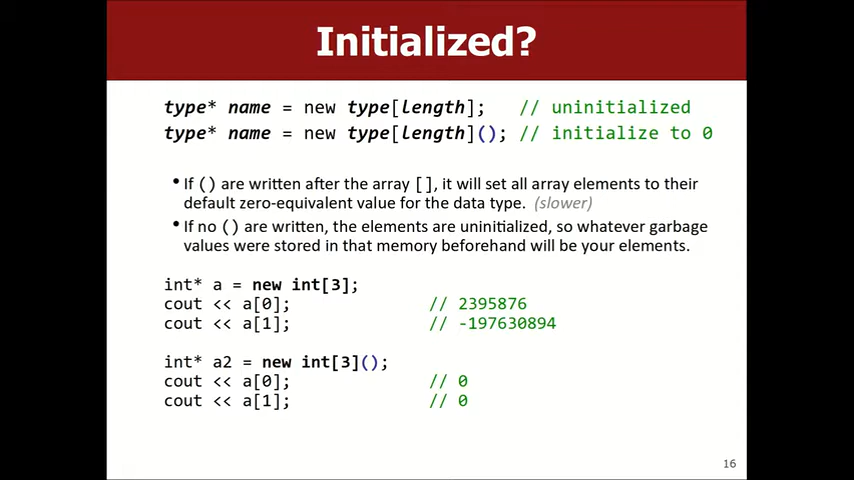 Initialized?
type* name = new type[length];   // uninitialized
type* name = new type[length](); // initialize to 0
• If () are written after the array [], it will set all array elements to their
default zero-equivalent value for the data type. (slower)
• If no () are written, the elements are uninitialized, so whatever garbage
values were stored in that memory beforehand will be your elements.
int* a = new int[3];
cout << a[0];              // 2395876
cout << a[1];              // -197630894
int* a2 = new int[3]();
cout << a[0];              // 0
cout << a[1];              // 0
16